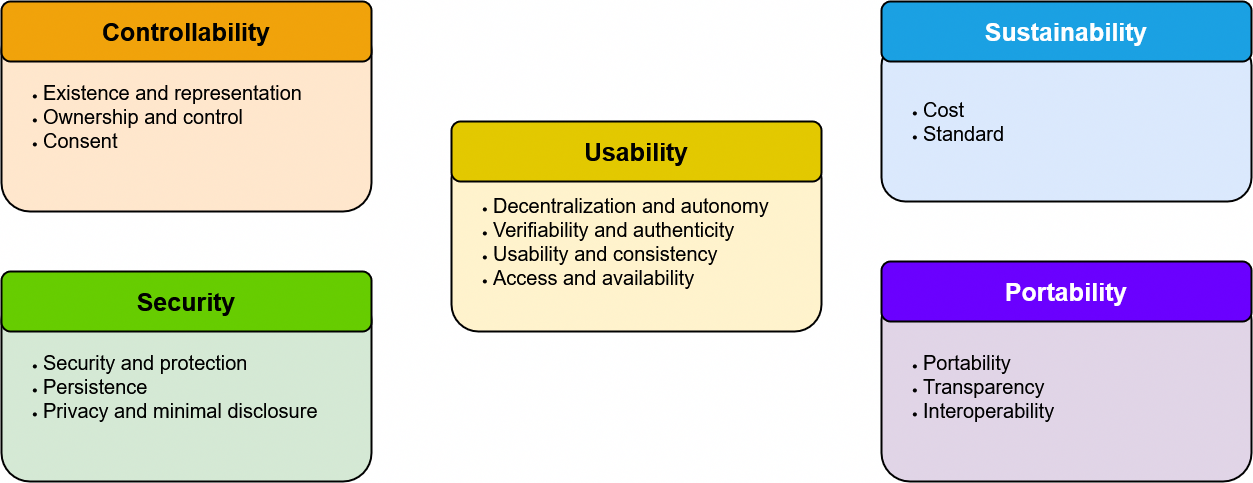 Controllability
• Existence and representation
• Ownership and control
• Consent
Security
• Security and protection
• Persistence
• Privacy and minimal disclosure
Usability
• Decentralization and autonomy
• Verifiability and authenticity
• Usability and consistency
• Access and availability
Sustainability
• Cost
• Standard
Portability
• Portability
• Transparency
• Interoperability